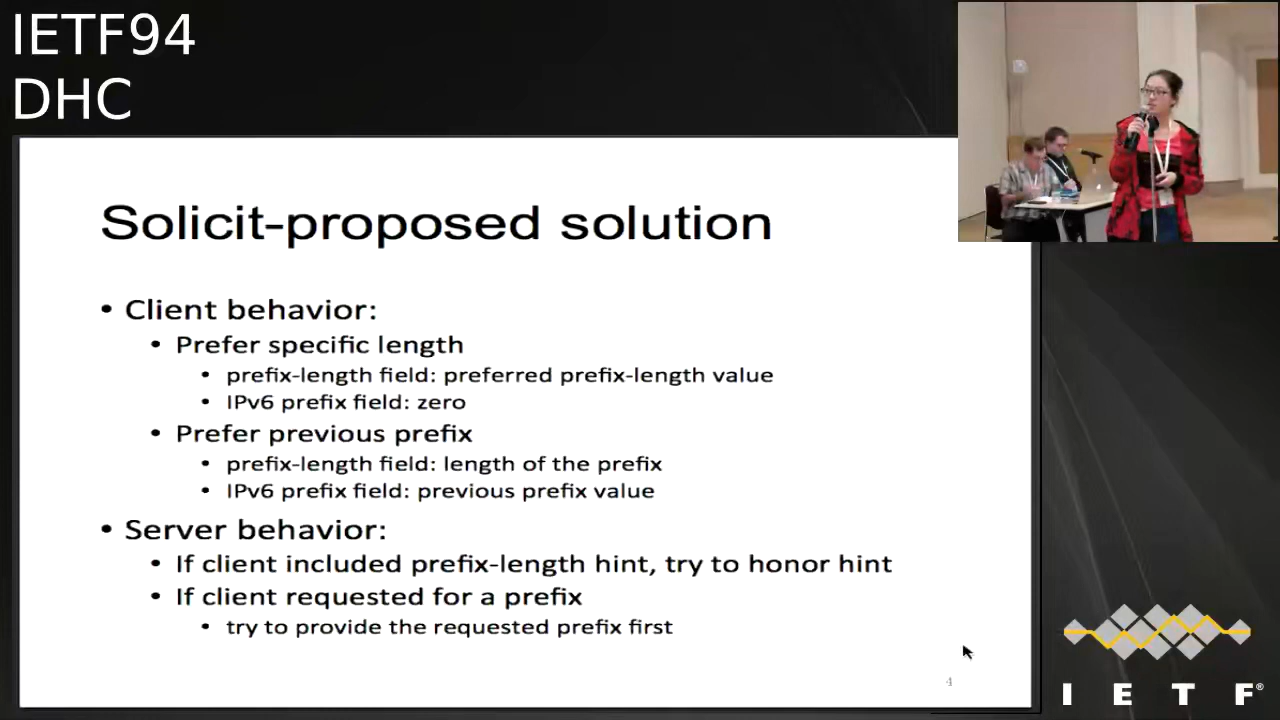 IETF94
DHC
Solicit-proposed solution
• Client behavior:
• Prefer specific length
• prefix-length field: preferred prefix-length value
• IPv6 prefix field: zero
• Prefer previous prefix
• prefix-length field: length of the prefix
• IPv6 prefix field: previous prefix value
• Server behavior:
• If client included prefix-length hint, try to honor hint
• If client requested for a prefix
• try to provide the requested prefix first
4
I E T F®